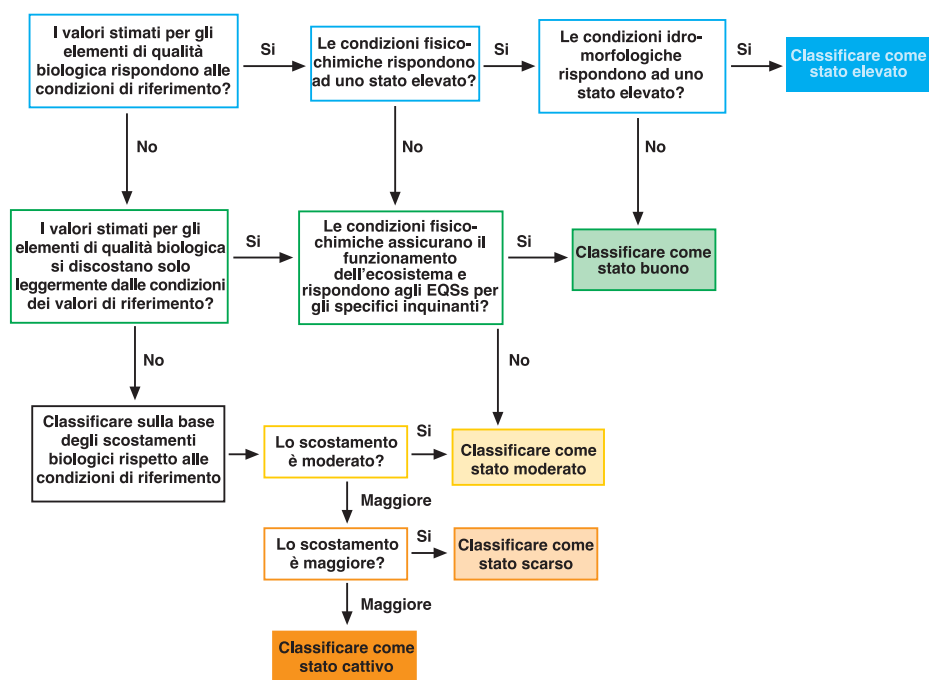 I valori stimati per gli
elementi di qualità
biologica rispondono alle
condizioni di riferimento?
Si
Le condizioni fisico-
chimiche rispondono
ad uno stato elevato?
Si
Le condizioni idro-
morfologiche
rispondono ad uno
stato elevato?
Si
Classificare come
stato elevato
No
No
No
I valori stimati per gli
elementi di qualità biologica
si discostano solo
leggermente dalle condizioni
dei valori di riferimento?
Si
Le condizioni fisico-
chimiche assicurano il
funzionamento
dell'ecosistema e
rispondono agli EQSs per
gli specifici inquinanti?
Si
Classificare come
stato buono
No
No
Classificare sulla base
degli scostamenti
biologici rispetto alle
condizioni di riferimento
Lo scostamento
è moderato?
Si
Classificare come
stato moderato
Maggiore
Lo scostamento
è maggiore?
Si
Classificare come
stato scarso
Maggiore
Classificare come
stato cattivo